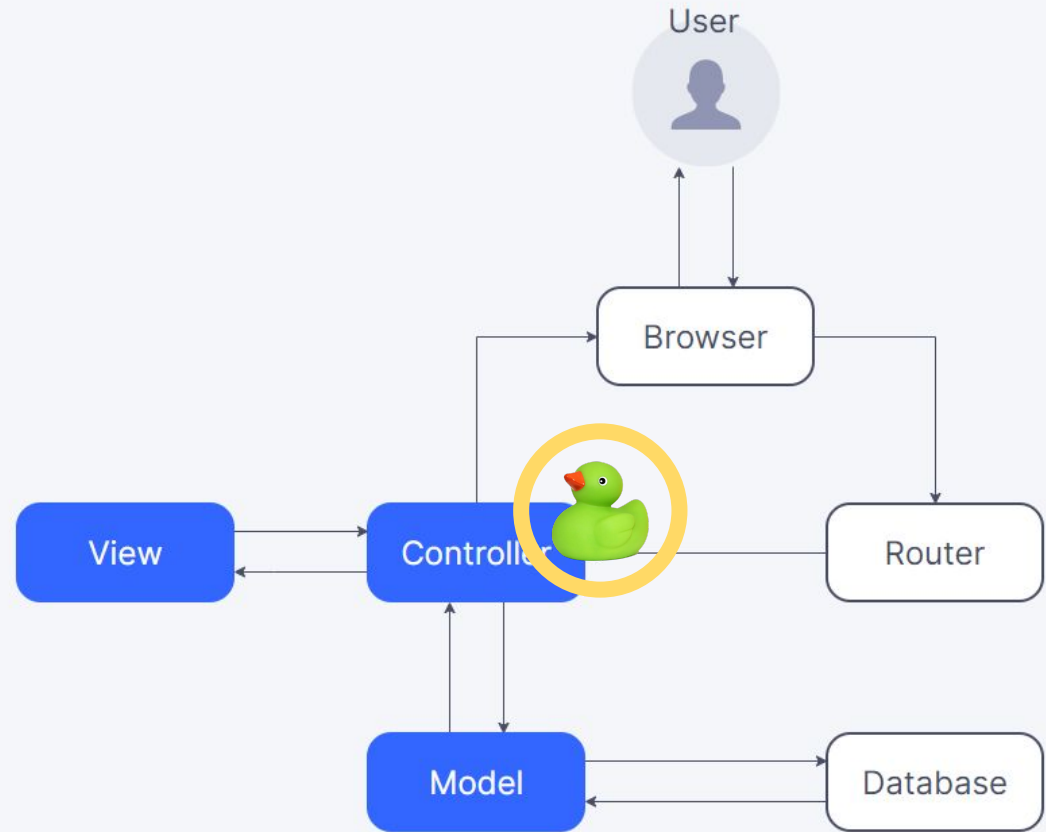 User
Browser
View
Controller
Router
Model
Database